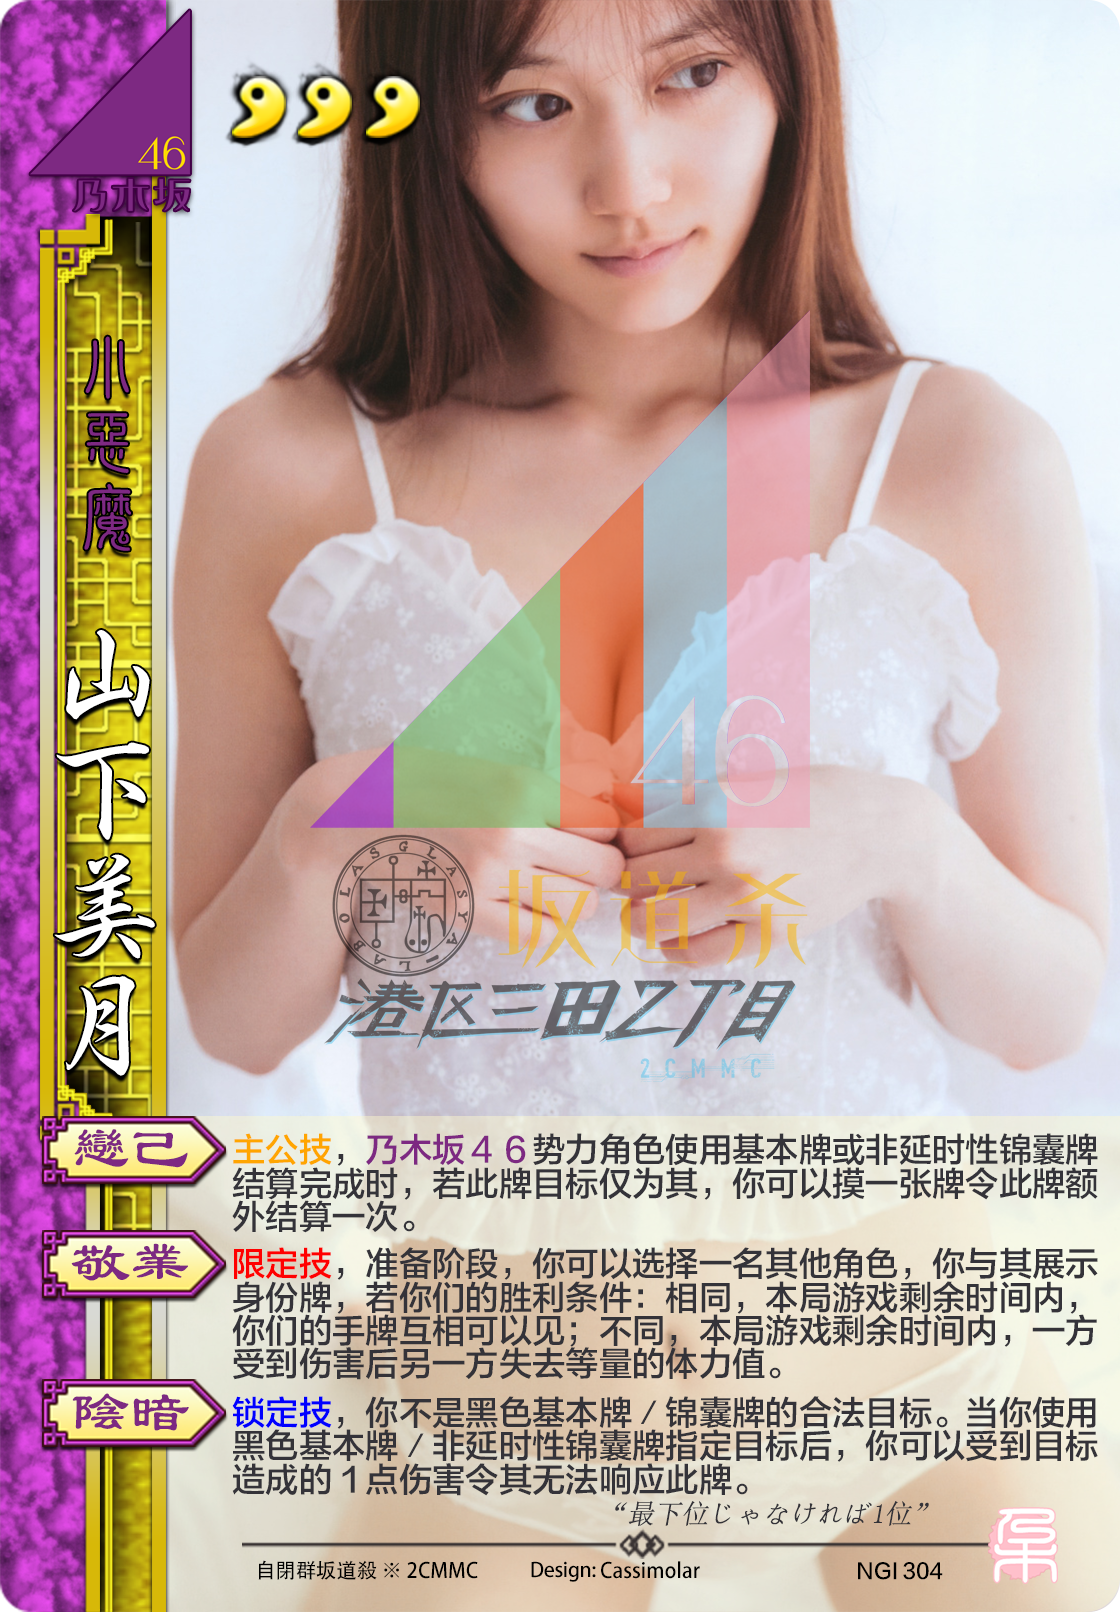 46
乃木坂
小惡魔
山下美月
46
GLASYA-LABOLAS
坂道杀
港区三田乙丁目
2CMMC
戀己
主公技，乃木坂４６势力角色使用基本牌或非延时性锦囊牌
结算完成时，若此牌目标仅为其，你可以摸一张牌令此牌额
外结算一次。
敬業
限定技，准备阶段，你可以选择一名其他角色，你与其展示
身份牌，若你们的胜利条件：相同，本局游戏剩余时间内，
你们的手牌互相可以见；不同，本局游戏剩余时间内，一方
受到伤害后另一方失去等量的体力值。
陰暗
锁定技，你不是黑色基本牌／锦囊牌的合法目标。当你使用
黑色基本牌／非延时性锦囊牌指定目标后，你可以受到目标
造成的１点伤害令其无法响应此牌。
“最下位じゃなければ1位”
自閉群坂道殺 ※ 2CMMC Design: Cassimolar NGI 304